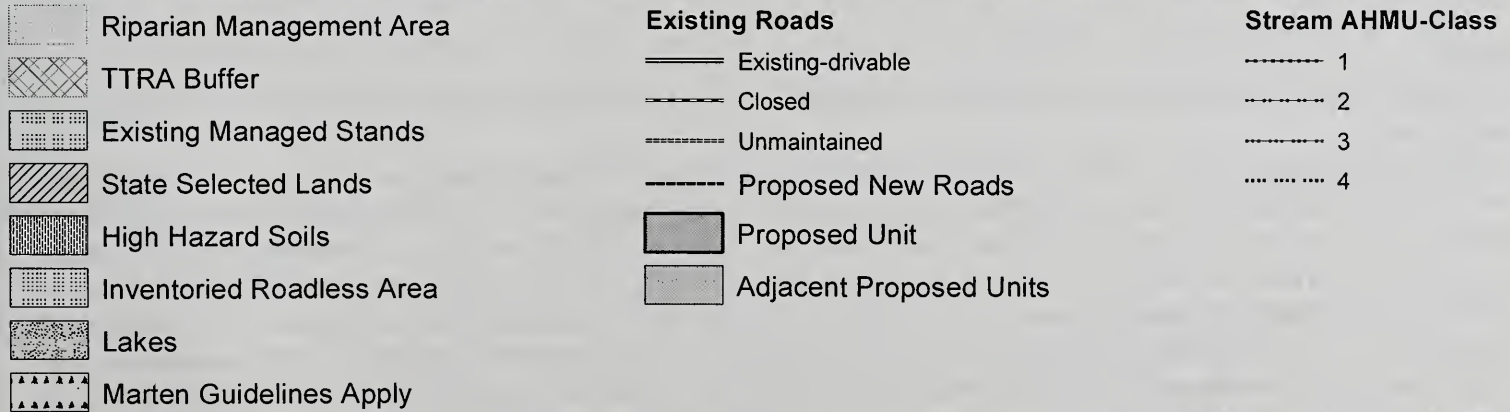 Riparian Management Area
TTRA Buffer
Existing Managed Stands
State Selected Lands
High Hazard Soils
Inventoried Roadless Area
Lakes
Marten Guidelines Apply
Existing Roads
Existing-drivable
Closed
Unmaintained
Proposed New Roads
Proposed Unit
Adjacent Proposed Units
Stream AHMU-Class
1
2
3
4